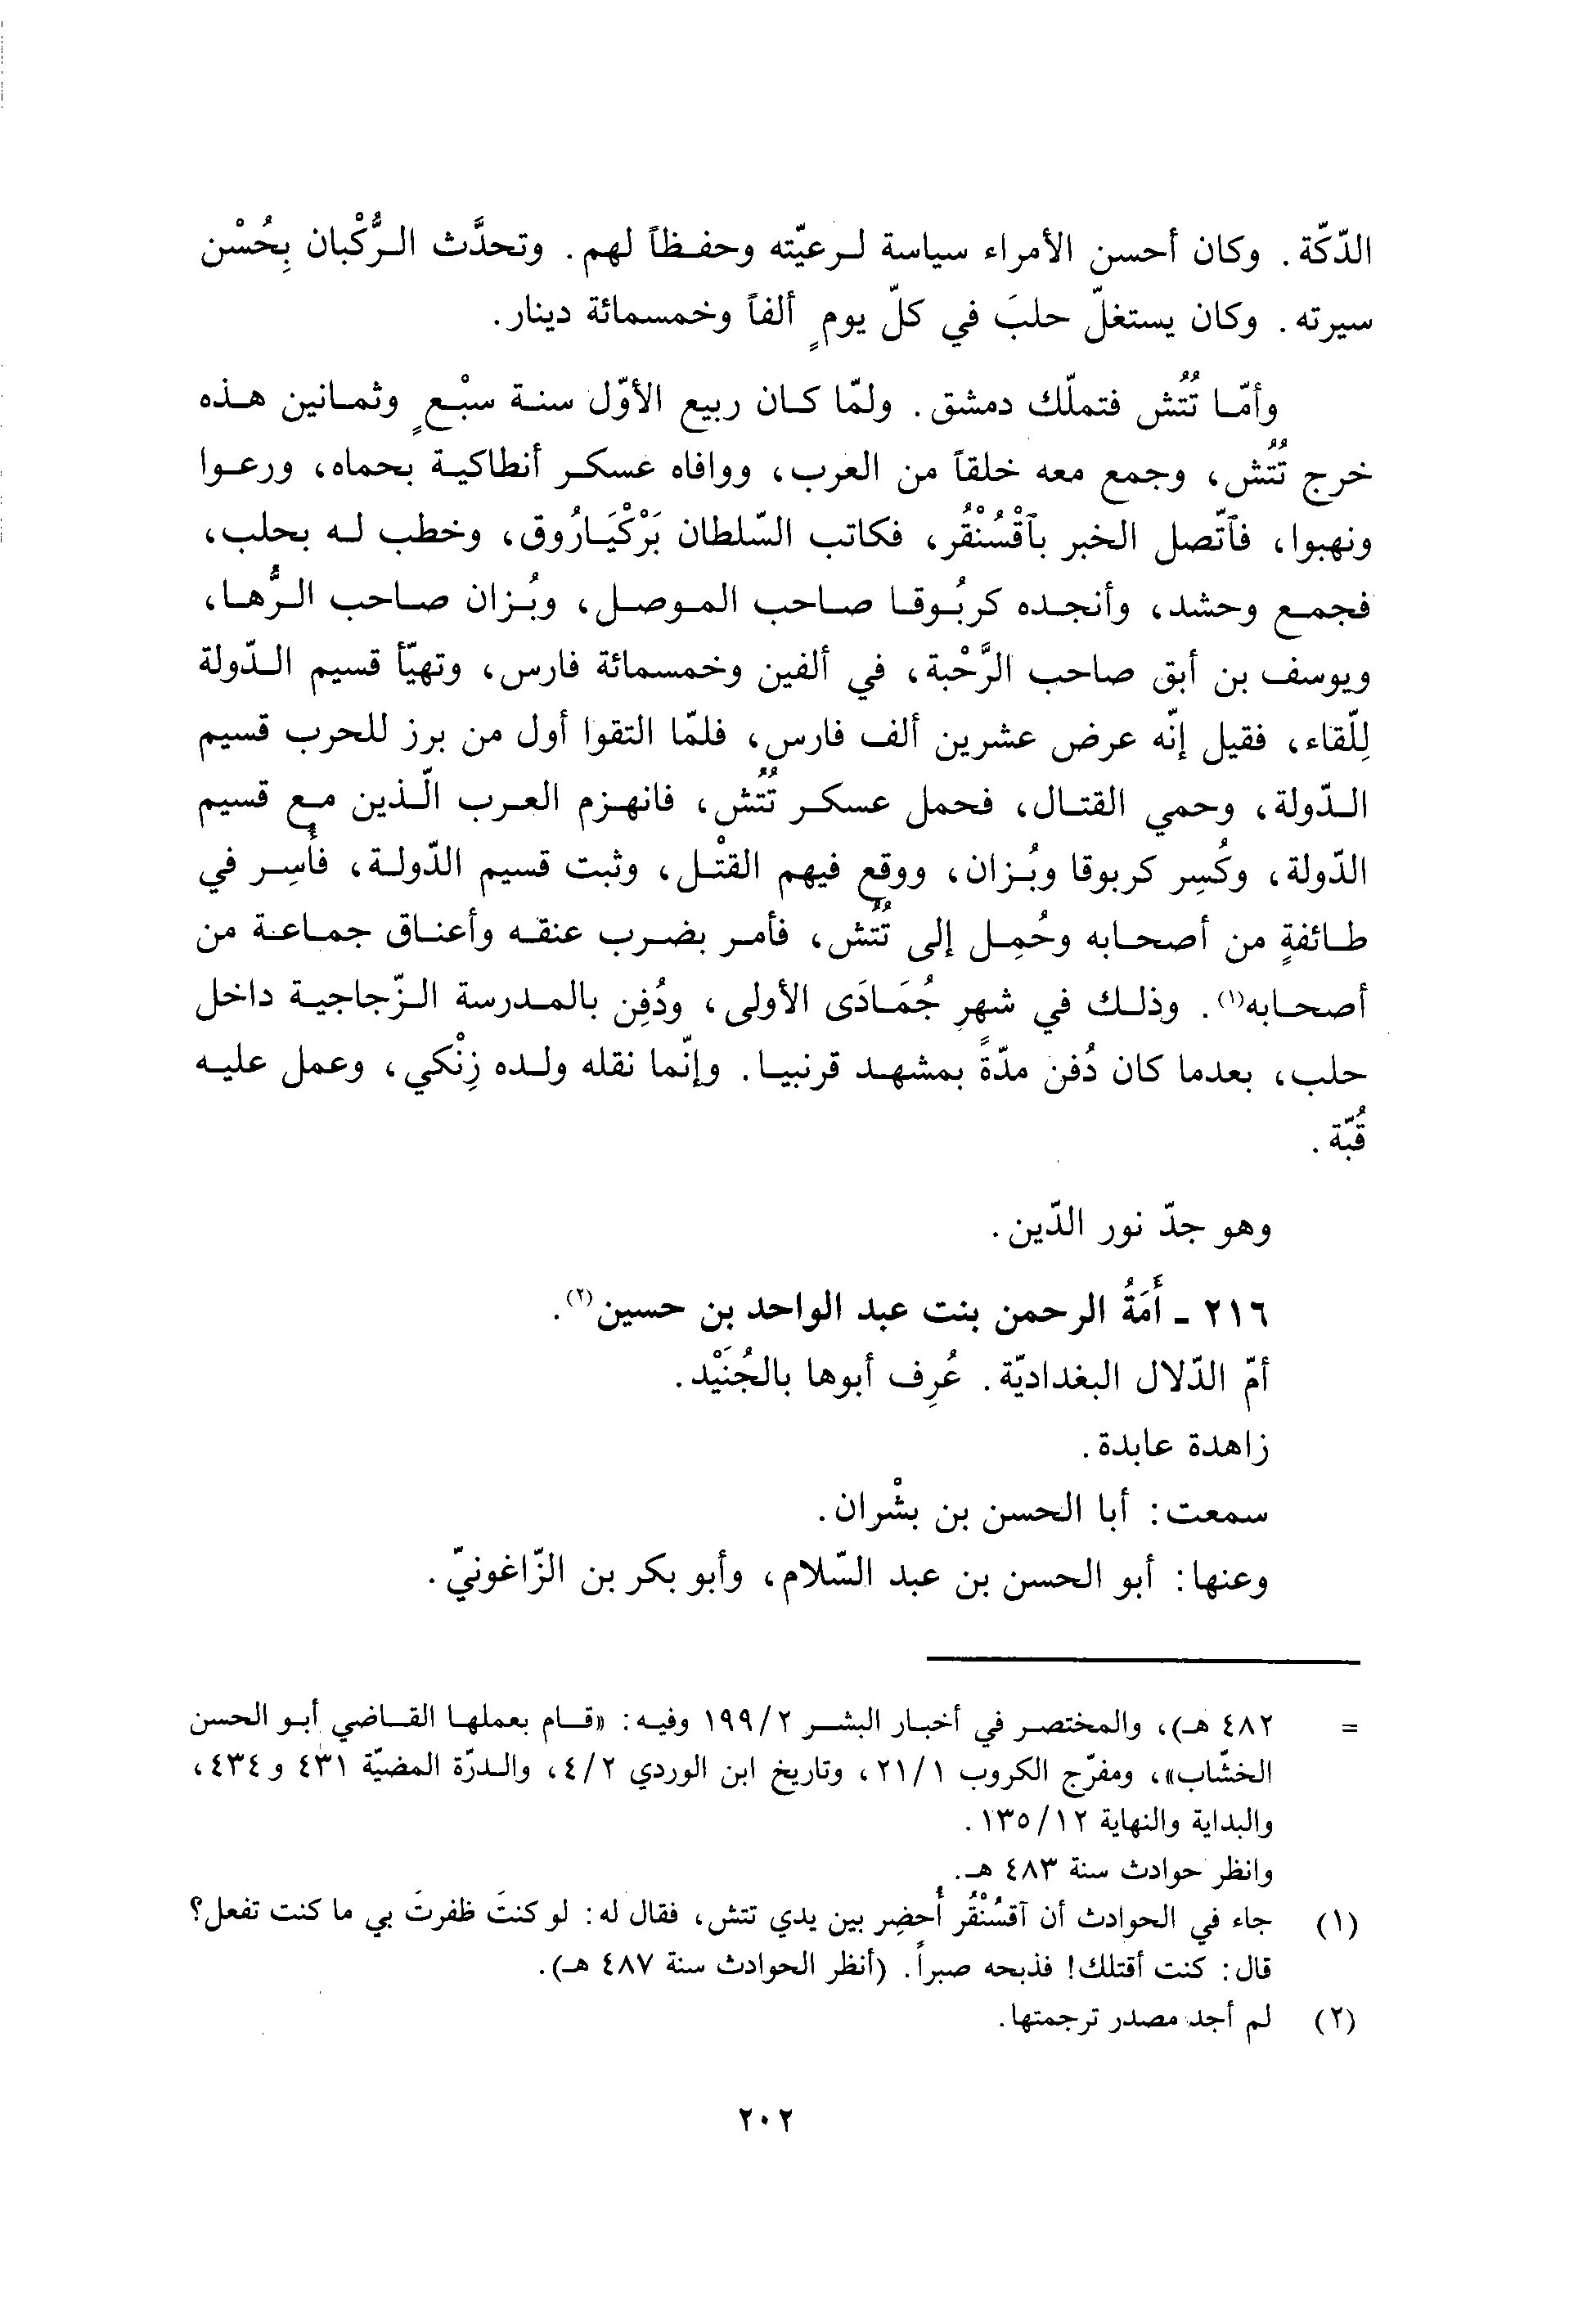 الدّكّة. وكان أحسن الأمراء سياسة لرعيّته وحفظاً لهم. وتحدَّث الرُّكْبان بِحُسْن
سيرته. وكان يستغلّ حلبَ في كلّ يومٍ ألفاً وخمسمائة دينار.
وأمّا تُتُش فتملّك دمشق. ولمّا كان ربيع الأوّل سنة سبْعٍ وثمانين هذه
خرج تُتُش، وجمع معه خلقاً من العرب، ووافاه عسكر أنطاكية بحماه، ورعوا
ونهبوا، فٱتّصل الخبر بآقْسُنْقُر، فكاتب السّلطان بَرْكْيَارُوق، وخطب له بحلب،
فجمع وحشد، وأنجده كربُوقا صاحب الموصل، وبُزان صاحب الرُّها،
ويوسف بن أبق صاحب الرَّحْبة، في ألفين وخمسمائة فارس، وتهيّأ قسيم الدّولة
لِلّقاء، فقيل إنّه عرض عشرين ألف فارس، فلمّا التقوا أول من برز للحرب قسيم
الدّولة، وحمي القتال، فحمل عسكر تُتُش، فانهزم العرب الّذين مع قسيم
الدّولة، وكُسِر كربوقا وبُزان، ووقع فيهم القتْل، وثبت قسيم الدّولة، فأُسِر في
طائفةٍ من أصحابه وحُمِل إلى تُتُش، فأمر بضرب عنقه وأعناق جماعة من
أصحابه(١). وذلك في شهرِ جُمَادَى الأولى، ودُفِن بالمدرسة الزّجاجية داخل
حلب، بعدما كان دُفن مدّةً بمشهد قرنبيا. وإنّما نقله ولده زِنْكي، وعمل عليه
قُبّة.
وهو جدّ نور الدّين.
٢١٦ - أَمَةُ الرحمن بنت عبد الواحد بن حسين(٢).
أمّ الدّلال البغداديّة. عُرِف أبوها بالجُنَيْد.
زاهدة عابدة.
سمعت: أبا الحسن بن بشْران.
وعنها: أبو الحسن بن عبد السّلام، وأبو بكر بن الزّاغونيّ.
= ٤٨٢ هـ)، والمختصر في أخبار البشر ١٩٩/٢ وفيه: «قام بعملها القاضي أبو الحسن
الخشّاب»، ومفرّج الكروب ٢١/١، وتاريخ ابن الوردي ٤/٢، والدرّة المضيّة ٤٣١ و٤٣٤،
والبداية والنهاية ١٣٥/١٢.
وانظر حوادث سنة ٤٨٣ هـ.
(١) جاء في الحوادث أن آقسُنْقُر أُحضِر بين يدي تتش، فقال له: لو كنتَ ظفرتَ بي ما كنت تفعل؟
قال: كنت أقتلك! فذبحه صبراً. (أنظر الحوادث سنة ٤٨٧ هـ).
(٢) لم أجد مصدر ترجمتها.
٢٠٢